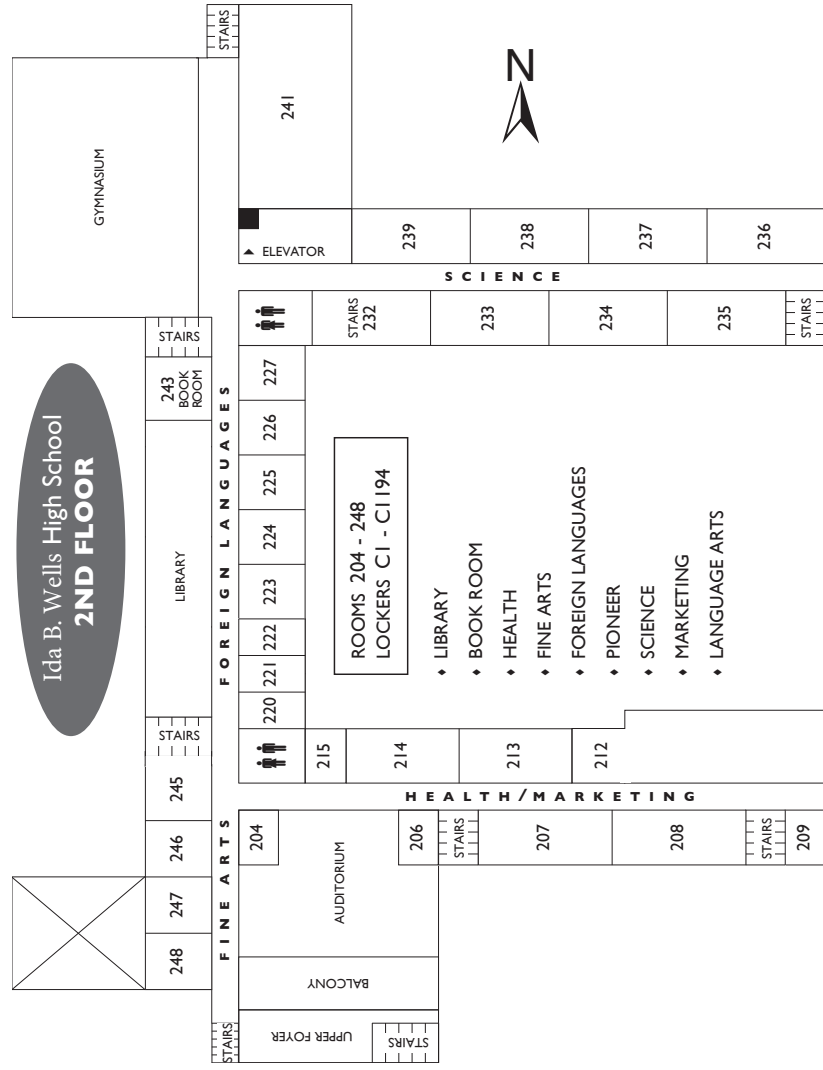 Ida B. Wells High School
2ND FLOOR
GYMNASIUM
STAIRS
241
ELEVATOR
239
238
237
236
SCIENCE
N
STAIRS
232
233
234
235
STAIRS
STAIRS
243
BOOK
ROOM
LIBRARY
STAIRS
FOREIGN LANGUAGES
227
226
225
224
223
222
221
220
ROOMS 204 - 248
LOCKERS C1 - C1194
♦ LIBRARY
♦ BOOK ROOM
♦ HEALTH
♦ FINE ARTS
♦ FOREIGN LANGUAGES
♦ PIONEER
♦ SCIENCE
♦ MARKETING
♦ LANGUAGE ARTS
215
214
213
212
HEALTH/MARKETING
245
246
247
248
FINE ARTS
204
206
STAIRS
207
208
STAIRS
209
AUDITORIUM
BALCONY
UPPER FOYER
STAIRS
STAIRS